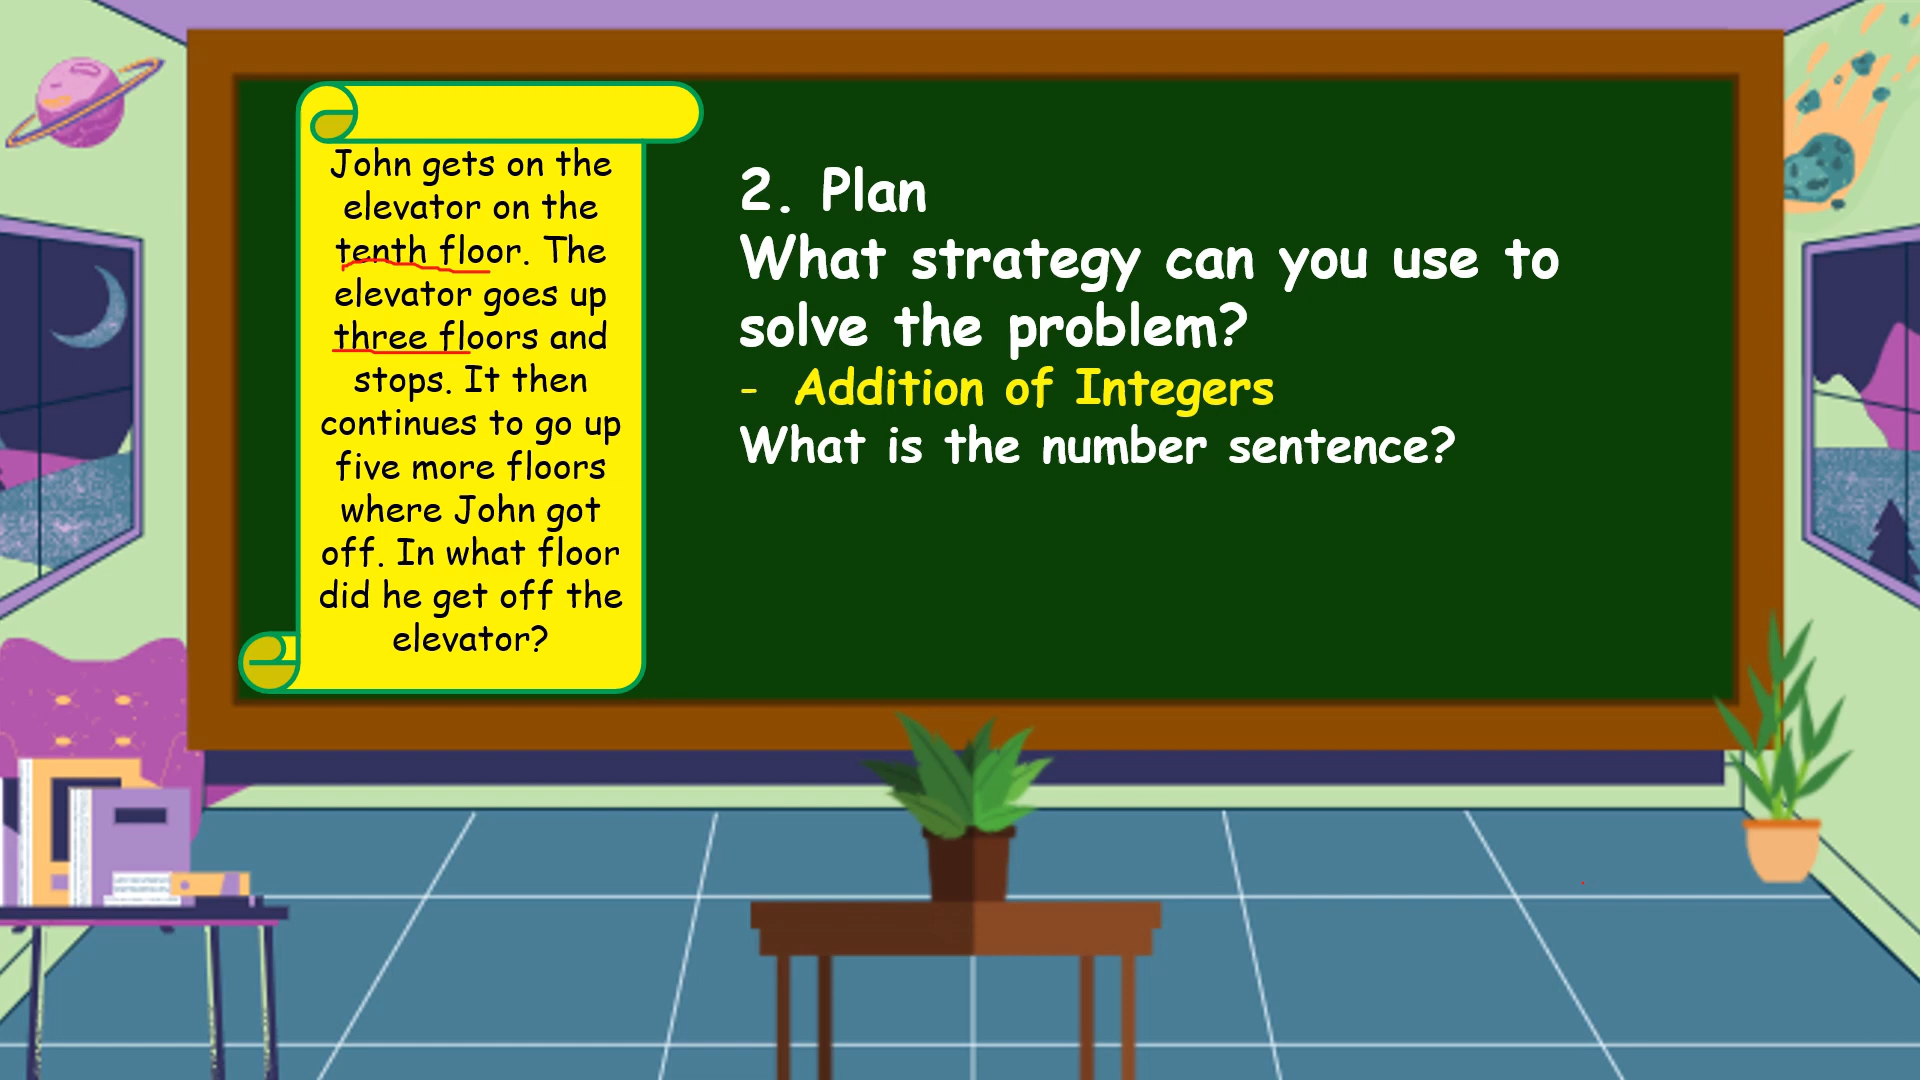 John gets on the
elevator on the
tenth floor. The
elevator goes up
three floors and
stops. It then
continues to go up
five more floors
where John got
off. In what floor
did he get off the
elevator?
2. Plan
What strategy can you use to
solve the problem?
- Addition of Integers
What is the number sentence?